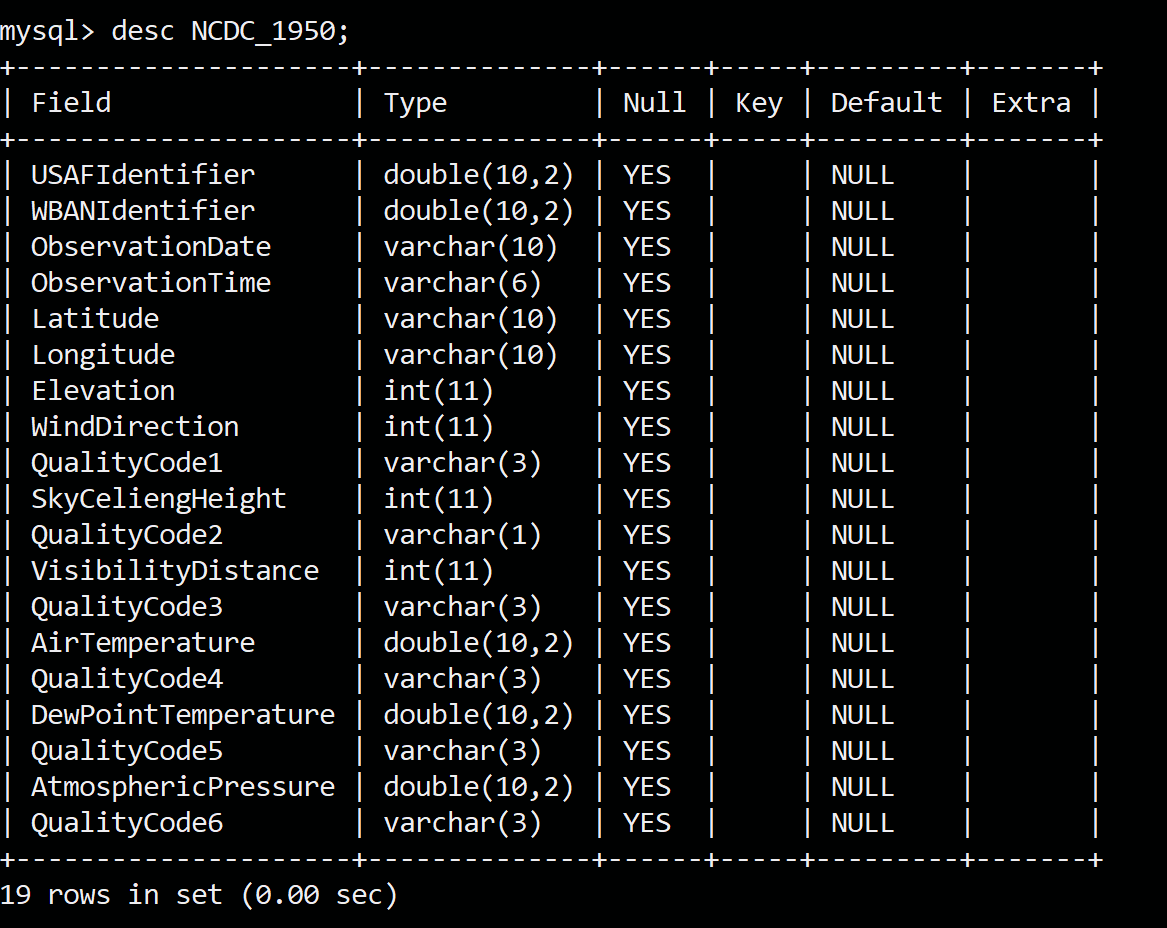 mysql> desc NCDC_1950;
+---------------------+--------------+------+-----+---------+-------+
| Field               | Type         | Null | Key | Default | Extra |
+---------------------+--------------+------+-----+---------+-------+
| USAFIdentifier      | double(10,2) | YES  |     | NULL    |       |
| WBANIdentifier      | double(10,2) | YES  |     | NULL    |       |
| ObservationDate     | varchar(10)  | YES  |     | NULL    |       |
| ObservationTime     | varchar(6)   | YES  |     | NULL    |       |
| Latitude            | varchar(10)  | YES  |     | NULL    |       |
| Longitude           | varchar(10)  | YES  |     | NULL    |       |
| Elevation           | int(11)      | YES  |     | NULL    |       |
| WindDirection       | int(11)      | YES  |     | NULL    |       |
| QualityCode1        | varchar(3)   | YES  |     | NULL    |       |
| SkyCeliengHeight    | int(11)      | YES  |     | NULL    |       |
| QualityCode2        | varchar(1)   | YES  |     | NULL    |       |
| VisibilityDistance  | int(11)      | YES  |     | NULL    |       |
| QualityCode3        | varchar(3)   | YES  |     | NULL    |       |
| AirTemperature      | double(10,2) | YES  |     | NULL    |       |
| QualityCode4        | varchar(3)   | YES  |     | NULL    |       |
| DewPointTemperature | double(10,2) | YES  |     | NULL    |       |
| QualityCode5        | varchar(3)   | YES  |     | NULL    |       |
| AtmosphericPressure | double(10,2) | YES  |     | NULL    |       |
| QualityCode6        | varchar(3)   | YES  |     | NULL    |       |
+---------------------+--------------+------+-----+---------+-------+
19 rows in set (0.00 sec)